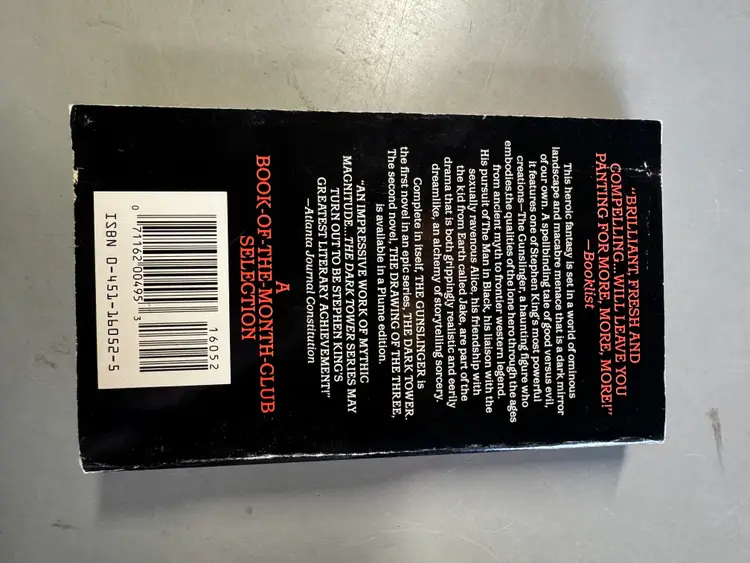 "BRILLIANT, FRESH AND
COMPELLING...WILL LEAVE YOU
PANTING FOR MORE, MORE, MORE!"
—Booklist
This heroic fantasy is set in a world of ominous
landscape and macabre menace that is a dark mirror
of our own. A spellbinding tale of good versus evil,
it features one of Stephen King's most powerful
creations—The Gunslinger, a haunting figure who
embodies the qualities of the lone hero through the ages
from ancient myth to frontier western legend.
His pursuit of The Man in Black, his liaison with the
sexually ravenous Alice, his friendship with
the kid from Earth called Jake, are part of the
drama that is both grippingly realistic and eerily
dreamlike, an alchemy of storytelling sorcery.
Complete in itself, THE GUNSLINGER is
the first novel in an epic series, THE DARK TOWER.
The second novel, THE DRAWING OF THE THREE,
is available in a Plume edition.
"AN IMPRESSIVE WORK OF MYTHIC
MAGNITUDE...THE DARK TOWER SERIES MAY
TURN OUT TO BE STEPHEN KING'S
GREATEST LITERARY ACHIEVEMENT!"
—Atlanta Journal Constitution
A
BOOK-OF-THE-MONTH-CLUB
SELECTION
16052
0 71162 00495 3
ISBN 0-451-16052-5